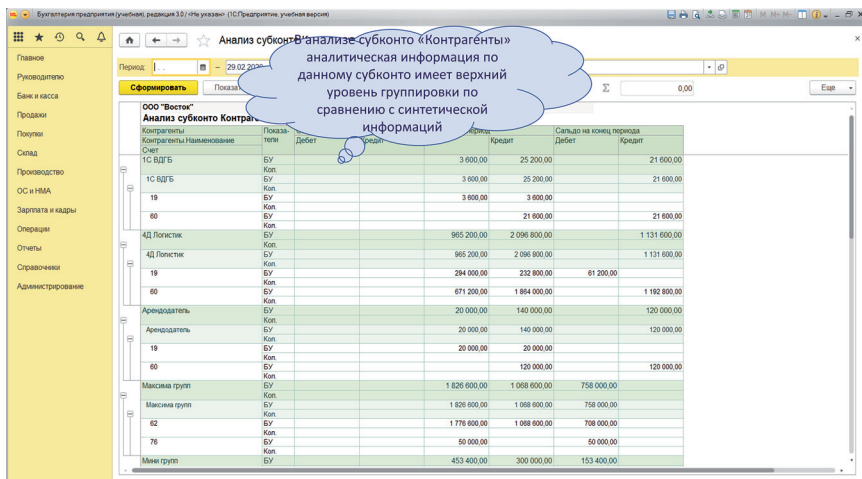 Бухгалтерия предприятия (учебная), редакция 3.0 / <Не указан> (1С:Предприятие, учебная версия)
M M+ M-
Главное
Руководителю
Банк и касса
Продажи
Покупки
Склад
Производство
ОС и НМА
Зарплата и кадры
Операции
Отчеты
Справочники
Администрирование
Анализ субконт
В анализе субконто «Контрагенты»
аналитическая информация по
данному субконто имеет верхний
уровень группировки по
сравнению с синтетической
информаций
Период: . . – 29.02.2020
Сформировать Показа 0,00 Еще
ООО "Восток"
Анализ субконто Контраген
Контрагенты Показа- период Сальдо на конец периода
Контрагенты.Наименование тели Дебет Кредит Кредит Дебет Кредит
Счет
1С ВДГБ БУ 3 600,00 25 200,00 21 600,00
Кол.
1С ВДГБ БУ 3 600,00 25 200,00 21 600,00
Кол.
19 БУ 3 600,00 3 600,00
Кол.
60 БУ 21 600,00 21 600,00
Кол.
4Д Логистик БУ 965 200,00 2 096 800,00 1 131 600,00
Кол.
4Д Логистик БУ 965 200,00 2 096 800,00 1 131 600,00
Кол.
19 БУ 294 000,00 232 800,00 61 200,00
Кол.
60 БУ 671 200,00 1 864 000,00 1 192 800,00
Кол.
Арендодатель БУ 20 000,00 140 000,00 120 000,00
Кол.
Арендодатель БУ 20 000,00 140 000,00 120 000,00
Кол.
19 БУ 20 000,00 20 000,00
Кол.
60 БУ 120 000,00 120 000,00
Кол.
Максима групп БУ 1 826 600,00 1 068 600,00 758 000,00
Кол.
Максима групп БУ 1 826 600,00 1 068 600,00 758 000,00
Кол.
62 БУ 1 776 600,00 1 068 600,00 708 000,00
Кол.
76 БУ 50 000,00 50 000,00
Кол.
Мини групп БУ 453 400,00 300 000,00 153 400,00